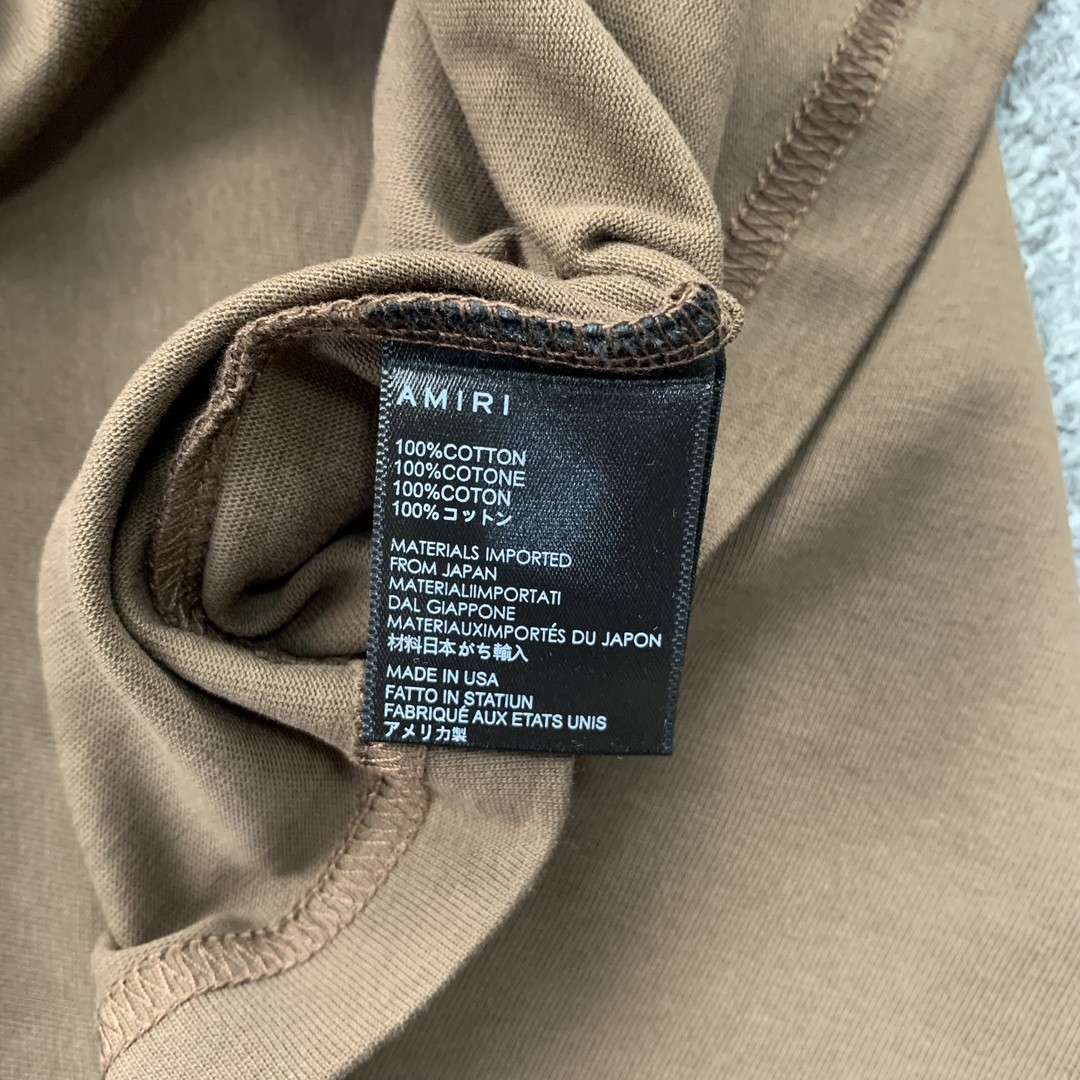 AMIRI
100%COTTON
100%COTONE
100%COTON
100%コットン
MATERIALS IMPORTED
FROM JAPAN
MATERIALIIMPORTATI
DAL GIAPPONE
MATERIAUXIMPORTÉS DU JAPON
材料日本がち輸入
MADE IN USA
FATTO IN STATIUN
FABRIQUÉ AUX ETATS UNIS
アメリカ製